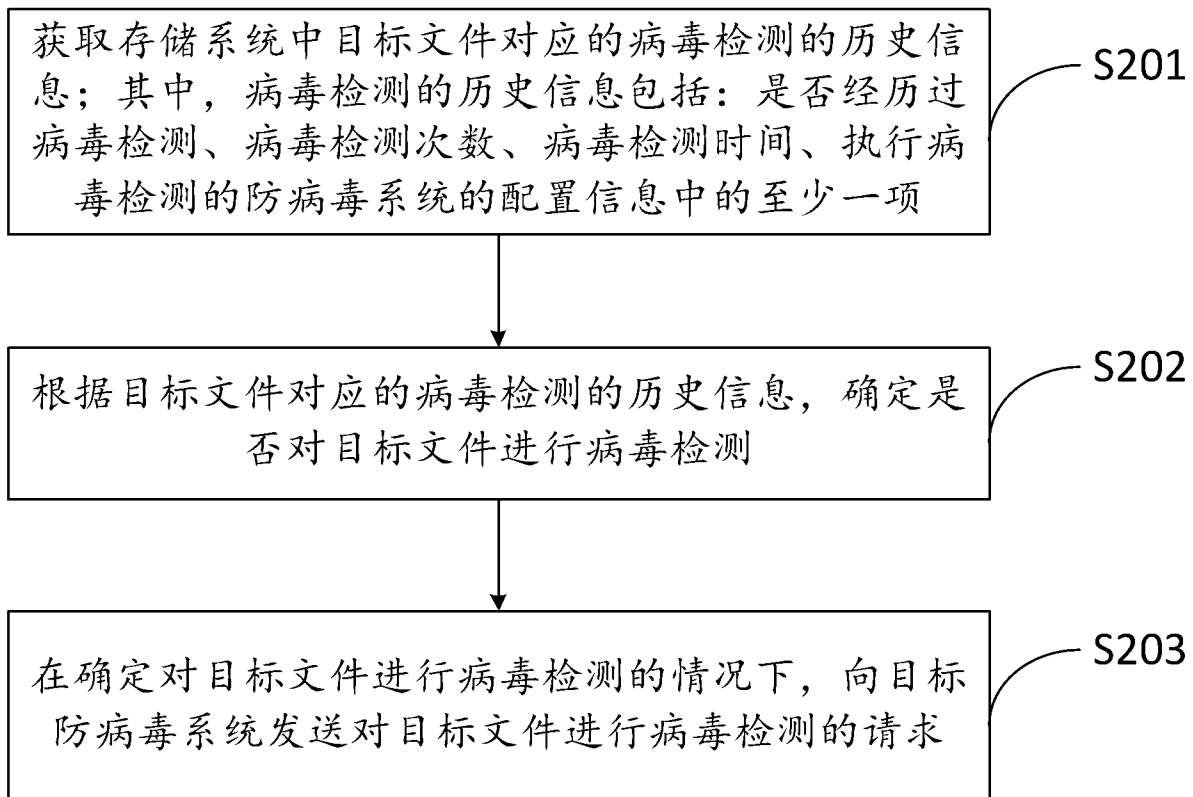 获取存储系统中目标文件对应的病毒检测的历史信
息；其中，病毒检测的历史信息包括：是否经历过
病毒检测、病毒检测次数、病毒检测时间、执行病
毒检测的防病毒系统的配置信息中的至少一项
S201
根据目标文件对应的病毒检测的历史信息，确定是
否对目标文件进行病毒检测
S202
在确定对目标文件进行病毒检测的情况下，向目标
防病毒系统发送对目标文件进行病毒检测的请求
S203